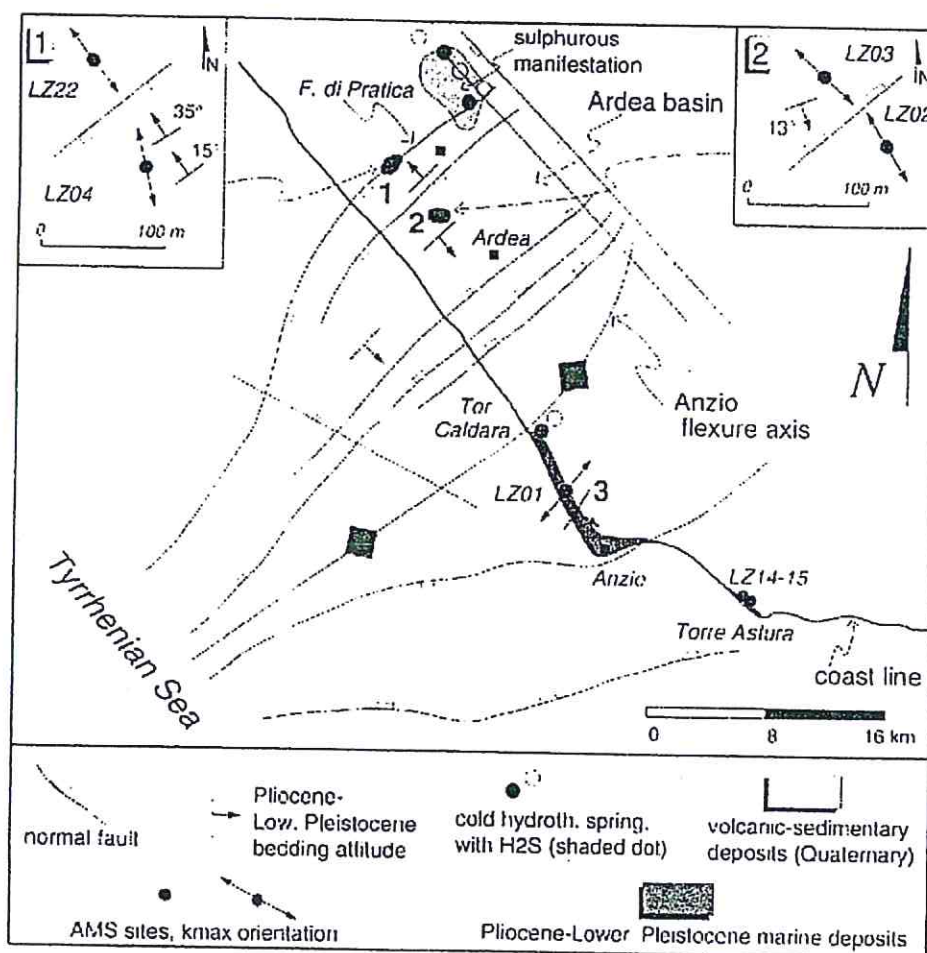 1
N
LZ22
35°
15°
LZ04
0 100 m
sulphurous
manifestation
F. di Pratica
Ardea basin
2
LZ03
N
LZ02
13°
0 100 m
1
2
Ardea
N
Tor
Caldara
Anzio
flexure axis
LZ01
3
Anzio
LZ14-15
Torre Astura
coast line
Tyrrhenian Sea
0 8 16 km
normal fault
Pliocene-
Low. Pleistocene
bedding attitude
cold hydroth. spring.
with H2S (shaded dot)
volcanic-sedimentary
deposits (Quaternary)
AMS sites, kmax orientation
Pliocene-Lower Pleistocene marine deposits